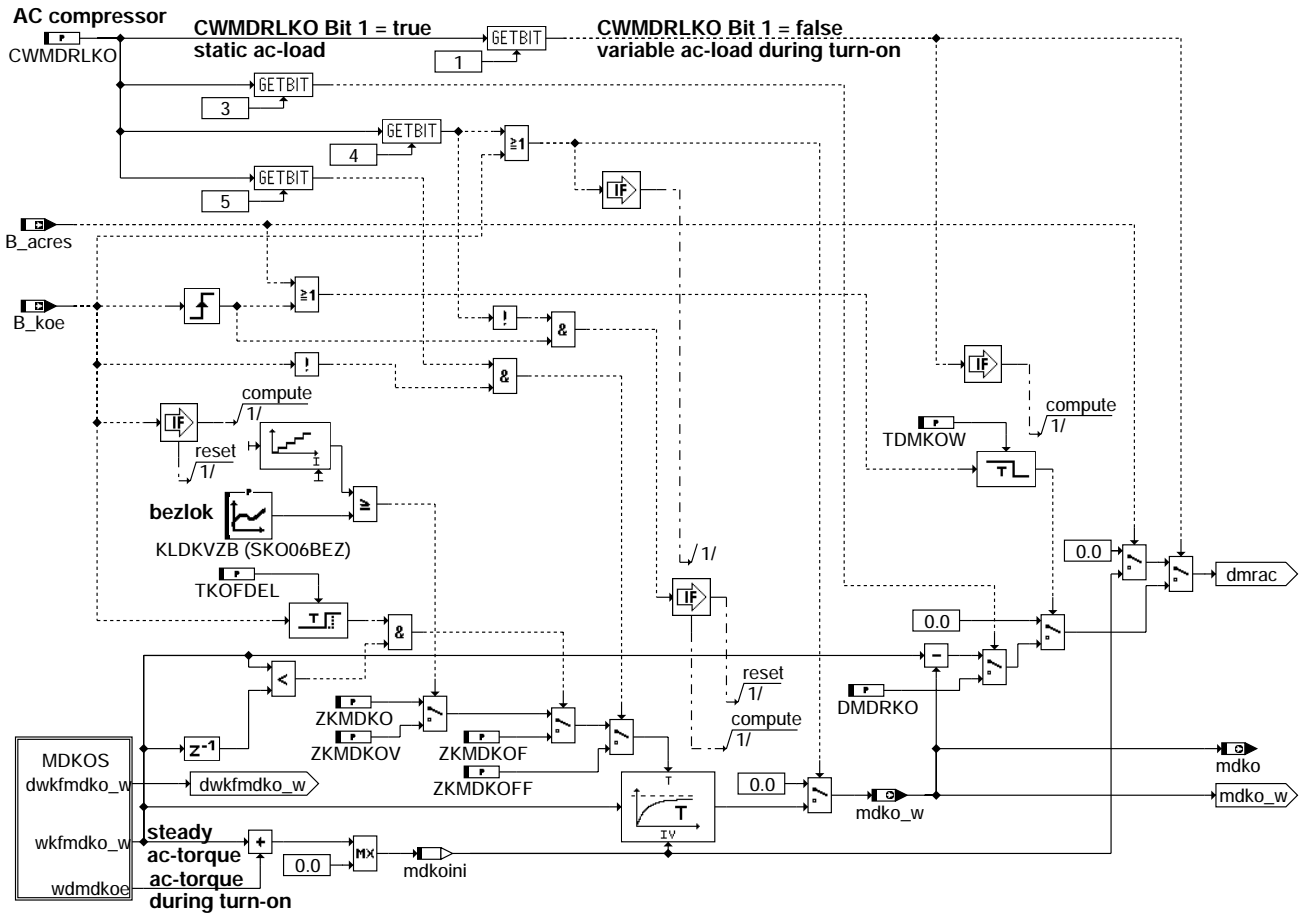 AC compressor
P
CWMDRLKO
CWMDRLKO Bit 1 = true
static ac-load
GETBIT
1
CWMDRLKO Bit 1 = false
variable ac-load during turn-on
GETBIT
3
GETBIT
4
≥1
GETBIT
5
IF
B_acres
B_koe
≥1
!
&
!
&
IF
compute
1/
reset
1/
I
IF
compute
1/
P
TDMKOW
T
bezlok
P
KLDKVZB (SKO06BEZ)
≥
1/
P
TKOFDEL
T
&
IF
0.0
dmrac
0.0
<
-
reset
1/
compute
1/
P
DMDRKO
P
ZKMDKO
P
ZKMDKOV
P
ZKMDKOF
P
ZKMDKOFF
z-1
MDKOS
dwkfmdko_w
dwkfmdko_w
T
T
IV
0.0
mdko_w
mdko
mdko_w
wkfmdko_w
steady
ac-torque
+
0.0
MX
mdkoini
wdmdkoe
ac-torque
during turn-on